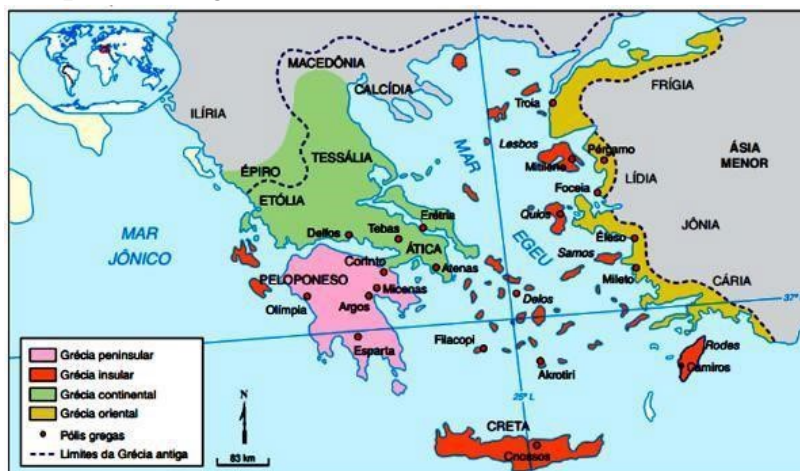 MACEDÔNIA
CALCÍDIA
ILÍRIA
TESSÁLIA
ÉPIRO
ETÓLIA
Delfos
Tebas
Erétria
ÁTICA
Atenas
Corinto
PELOPONESO
Micenas
Argos
Olímpia
Esparta
MAR
JÔNICO
MAR
EGEU
Troia
FRÍGIA
Lesbos
Mitilene
Pérgamo
ÁSIA
MENOR
LÍDIA
Foceia
Quios
JÔNIA
Éfeso
Samos
Mileto
CÁRIA
37º
Delos
Filacopi
Akrotiri
Rodes
Camiros
25º L
CRETA
Cnossos
Grécia peninsular
Grécia insular
Grécia continental
Grécia oriental
Pólis gregas
Limites da Grécia antiga
N
83 km